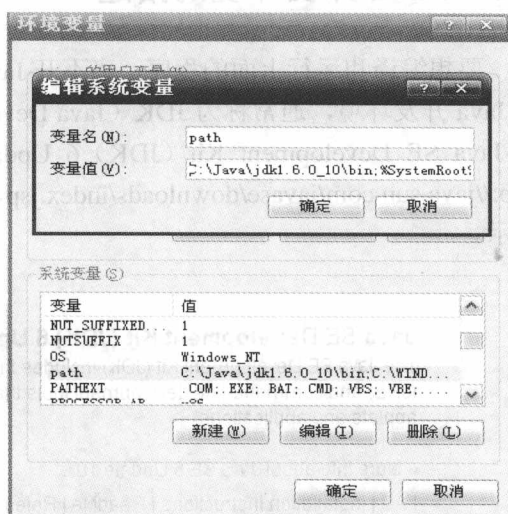 环境变量
编辑系统变量
变量名(N): path
变量值(V): C:\Java\jdk1.6.0_10\bin;%SystemRoot%
确定 取消
系统变量(S)
变量 值
NUT_SUFFIXED... 1
NUTSUFFIX 1
OS Windows_NT
path C:\Java\jdk1.6.0_10\bin;C:\WIND...
PATHEXT .COM;.EXE;.BAT;.CMD;.VBS;.VBE;....
PROCESSOR_AR... x86
新建(W) 编辑(I) 删除(L)
确定 取消